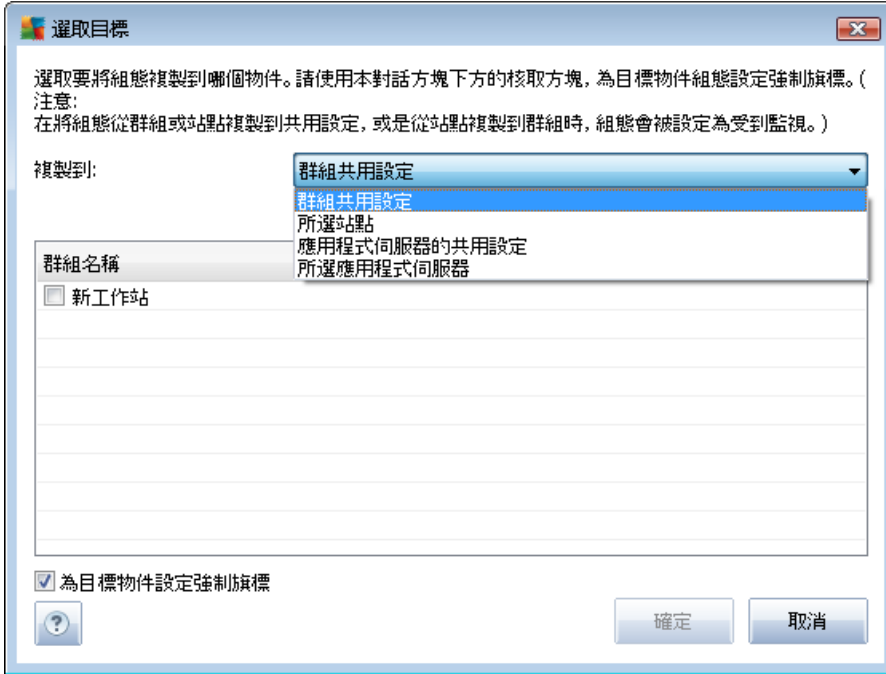 選取目標
選取要將組態複製到哪個物件。請使用本對話方塊下方的核取方塊, 為目標物件組態設定強制旗標。(
注意:
在將組態從群組或站點複製到共用設定, 或是從站點複製到群組時, 組態會被設定為受到監視。)
複製到:
群組共用設定
群組共用設定
所選站點
應用程式伺服器的共用設定
所選應用程式伺服器
群組名稱
新工作站
為目標物件設定強制旗標
?
確定
取消